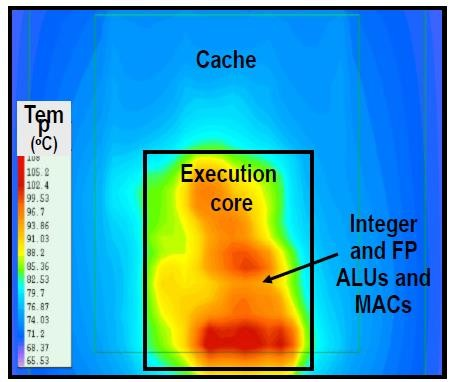 Cache
Tem
p
(ºC)
108
105.2
102.4
99.53
96.7
93.86
91.03
88.2
85.36
82.53
79.7
76.87
74.03
71.2
68.37
65.53
Execution
core
Integer
and FP
ALUs and
MACs